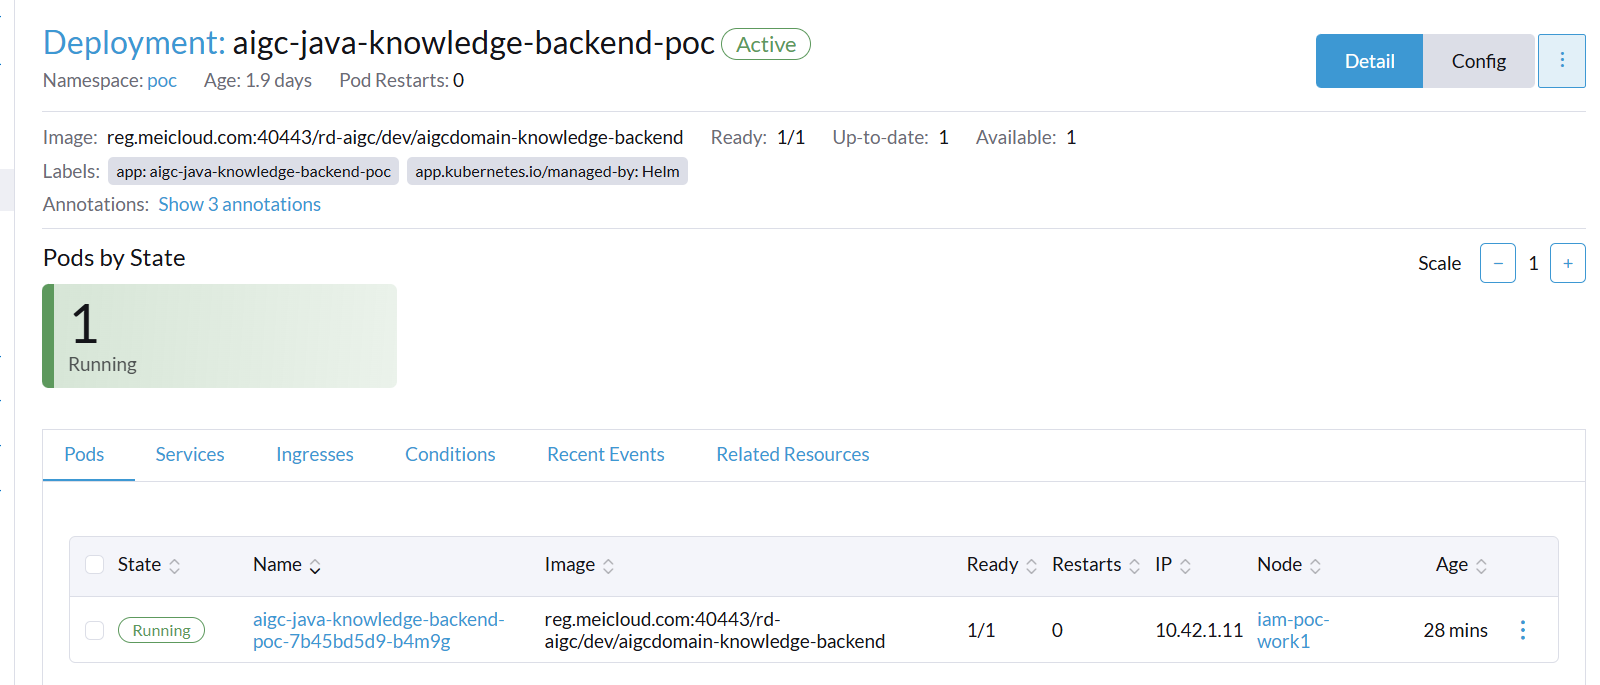 Deployment: aigc-java-knowledge-backend-poc Active
Detail Config
Namespace: poc Age: 1.9 days Pod Restarts: 0
Image: reg.meicloud.com:40443/rd-aigc/dev/aigcdomain-knowledge-backend Ready: 1/1 Up-to-date: 1 Available: 1
Labels: app: aigc-java-knowledge-backend-poc app.kubernetes.io/managed-by: Helm
Annotations: Show 3 annotations
Pods by State
Scale − 1 +
1
Running
Pods Services Ingresses Conditions Recent Events Related Resources
State Name Image Ready Restarts IP Node Age
Running aigc-java-knowledge-backend-poc-7b45bd5d9-b4m9g reg.meicloud.com:40443/rd-aigc/dev/aigcdomain-knowledge-backend 1/1 0 10.42.1.11 iam-poc-work1 28 mins